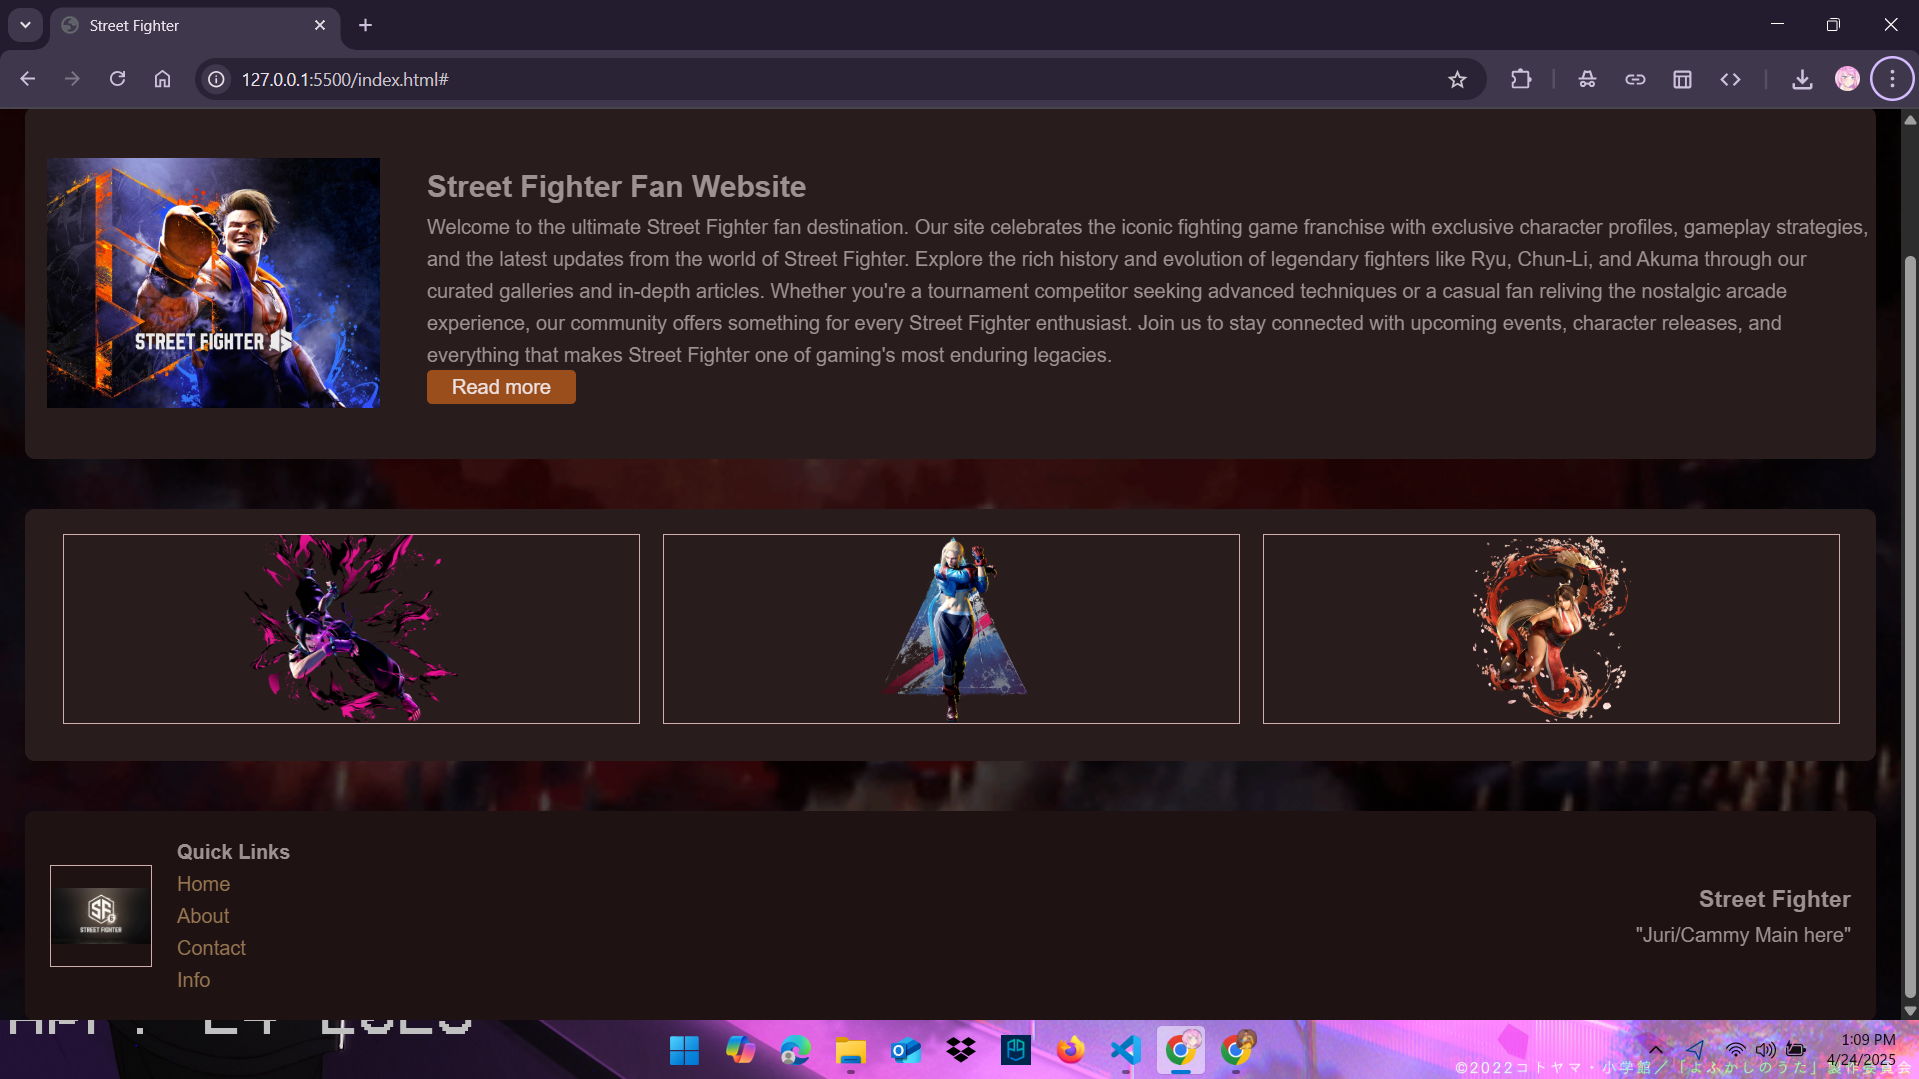 Street Fighter
127.0.0.1:5500/index.html#
STREET FIGHTER 6
Street Fighter Fan Website
Welcome to the ultimate Street Fighter fan destination. Our site celebrates the iconic fighting game franchise with exclusive character profiles, gameplay strategies,
and the latest updates from the world of Street Fighter. Explore the rich history and evolution of legendary fighters like Ryu, Chun-Li, and Akuma through our
curated galleries and in-depth articles. Whether you're a tournament competitor seeking advanced techniques or a casual fan reliving the nostalgic arcade
experience, our community offers something for every Street Fighter enthusiast. Join us to stay connected with upcoming events, character releases, and
everything that makes Street Fighter one of gaming's most enduring legacies.
Read more
Quick Links
Home
About
Contact
Info
SF6
STREET FIGHTER
Street Fighter
"Juri/Cammy Main here"
1:09 PM
4/24/2025
©2022コトヤマ・小学館／「よふかしのうた」製作委員会